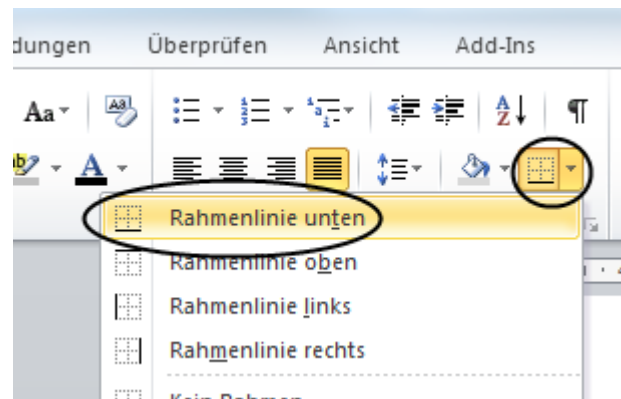 dungen Überprüfen Ansicht Add-Ins
Aa
Rahmenlinie unten
Rahmenlinie oben
Rahmenlinie links
Rahmenlinie rechts
Kein Rahmen